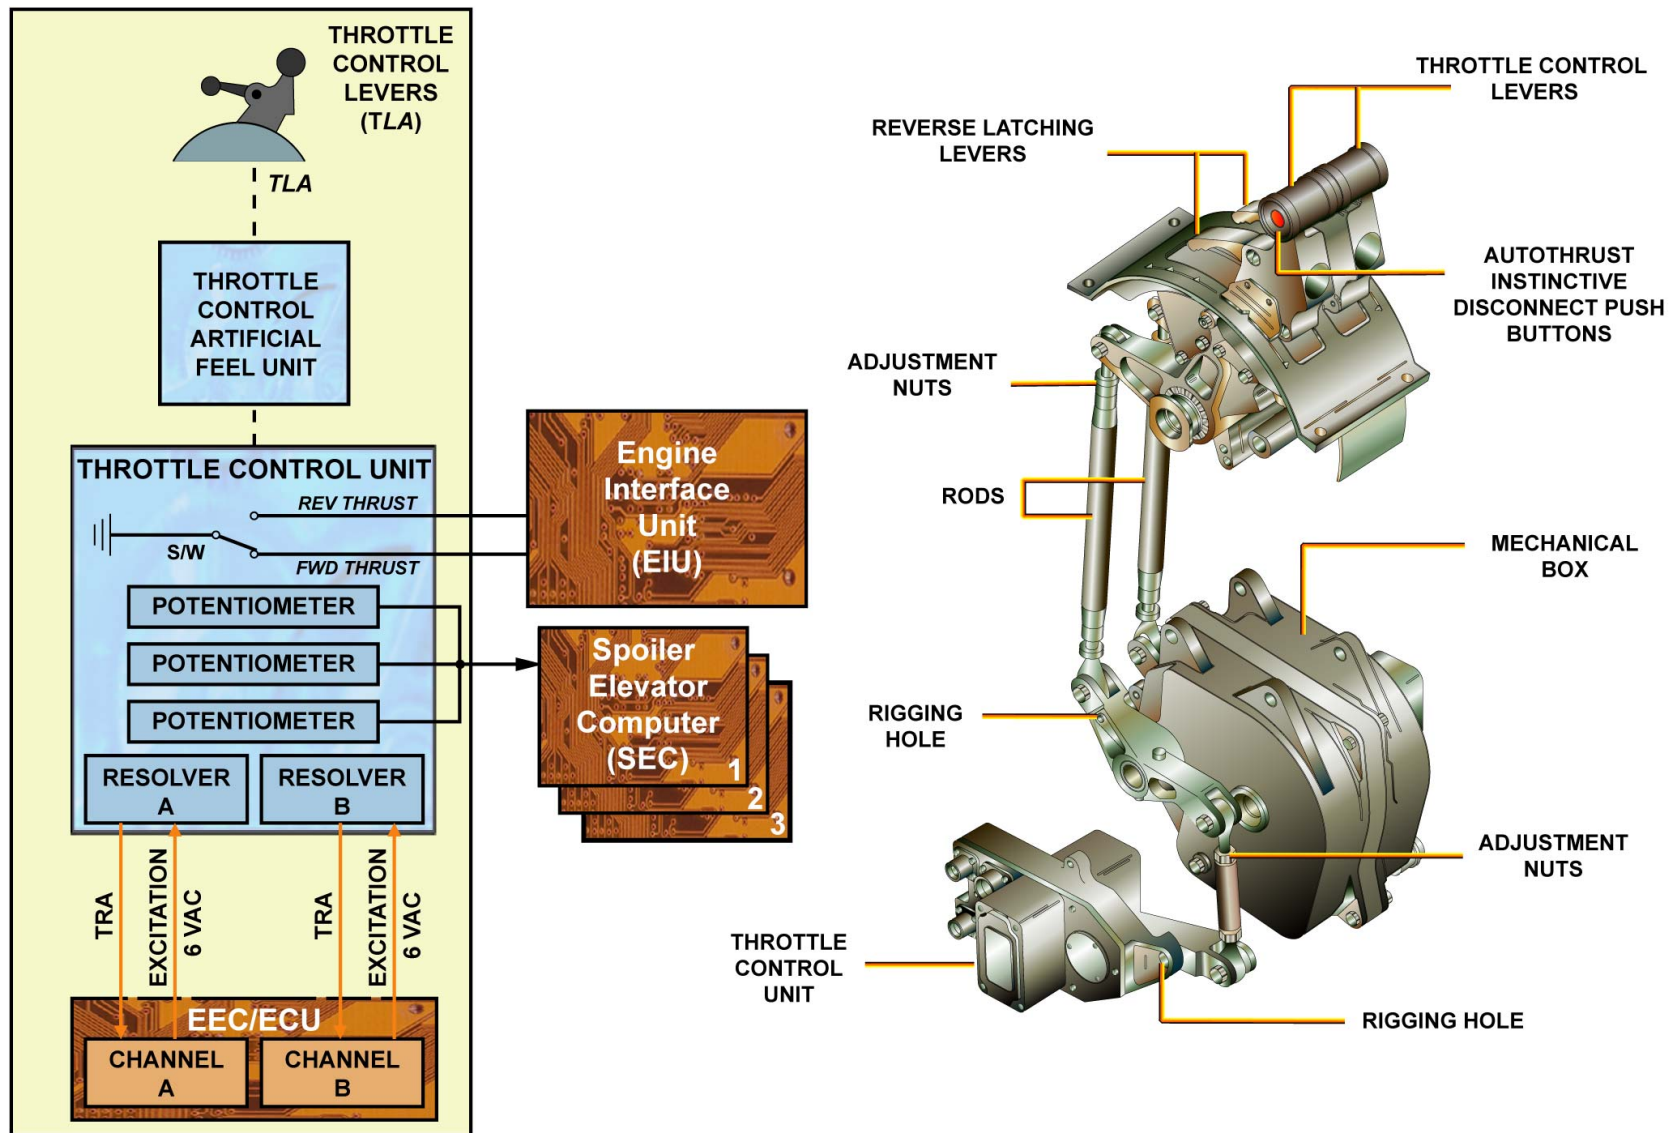 THROTTLE
CONTROL
LEVERS
(TLA)
TLA
THROTTLE
CONTROL
ARTIFICIAL
FEEL UNIT
THROTTLE CONTROL UNIT
REV THRUST
S/W
FWD THRUST
POTENTIOMETER
POTENTIOMETER
POTENTIOMETER
RESOLVER
A
RESOLVER
B
TRA
EXCITATION
6 VAC
TRA
EXCITATION
6 VAC
EEC/ECU
CHANNEL
A
CHANNEL
B
Engine
Interface
Unit
(EIU)
Spoiler
Elevator
Computer
(SEC)
1
2
3
THROTTLE CONTROL
LEVERS
REVERSE LATCHING
LEVERS
AUTOTHRUST
INSTINCTIVE
DISCONNECT PUSH
BUTTONS
ADJUSTMENT
NUTS
RODS
MECHANICAL
BOX
RIGGING
HOLE
ADJUSTMENT
NUTS
THROTTLE
CONTROL
UNIT
RIGGING HOLE